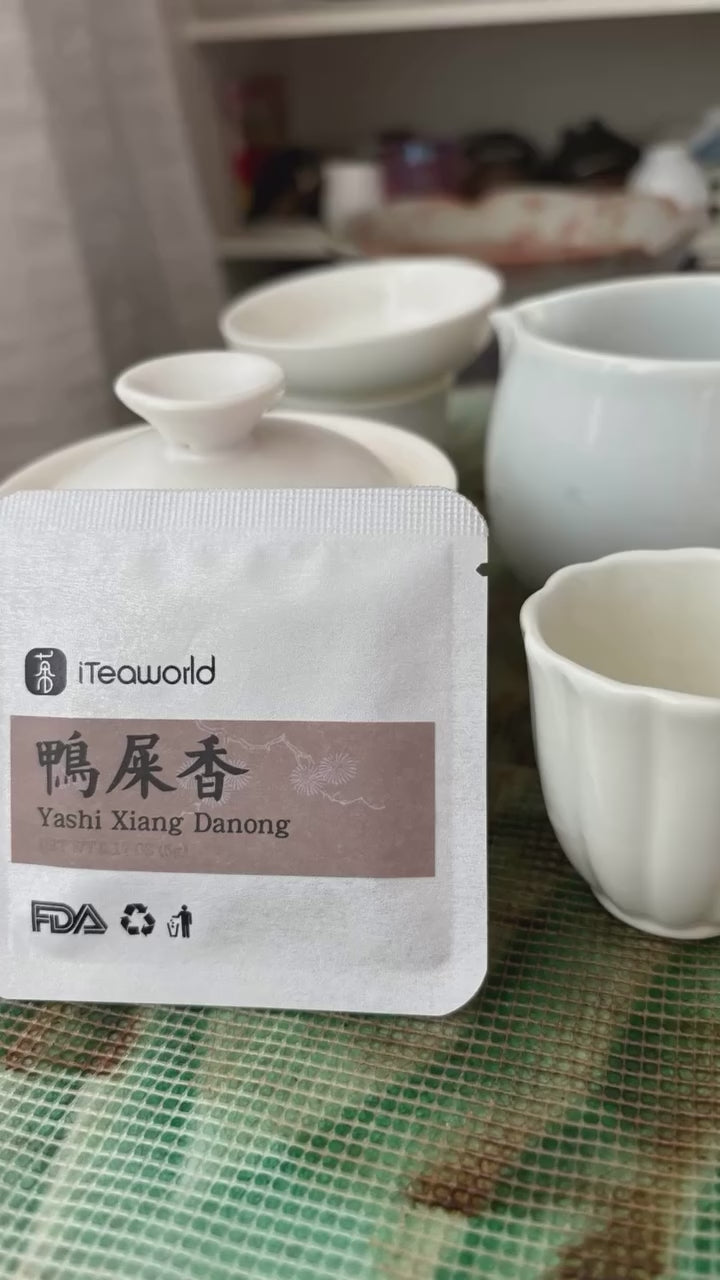 iTeaworld
鴨屎香
Yashi Xiang Danong
FDA